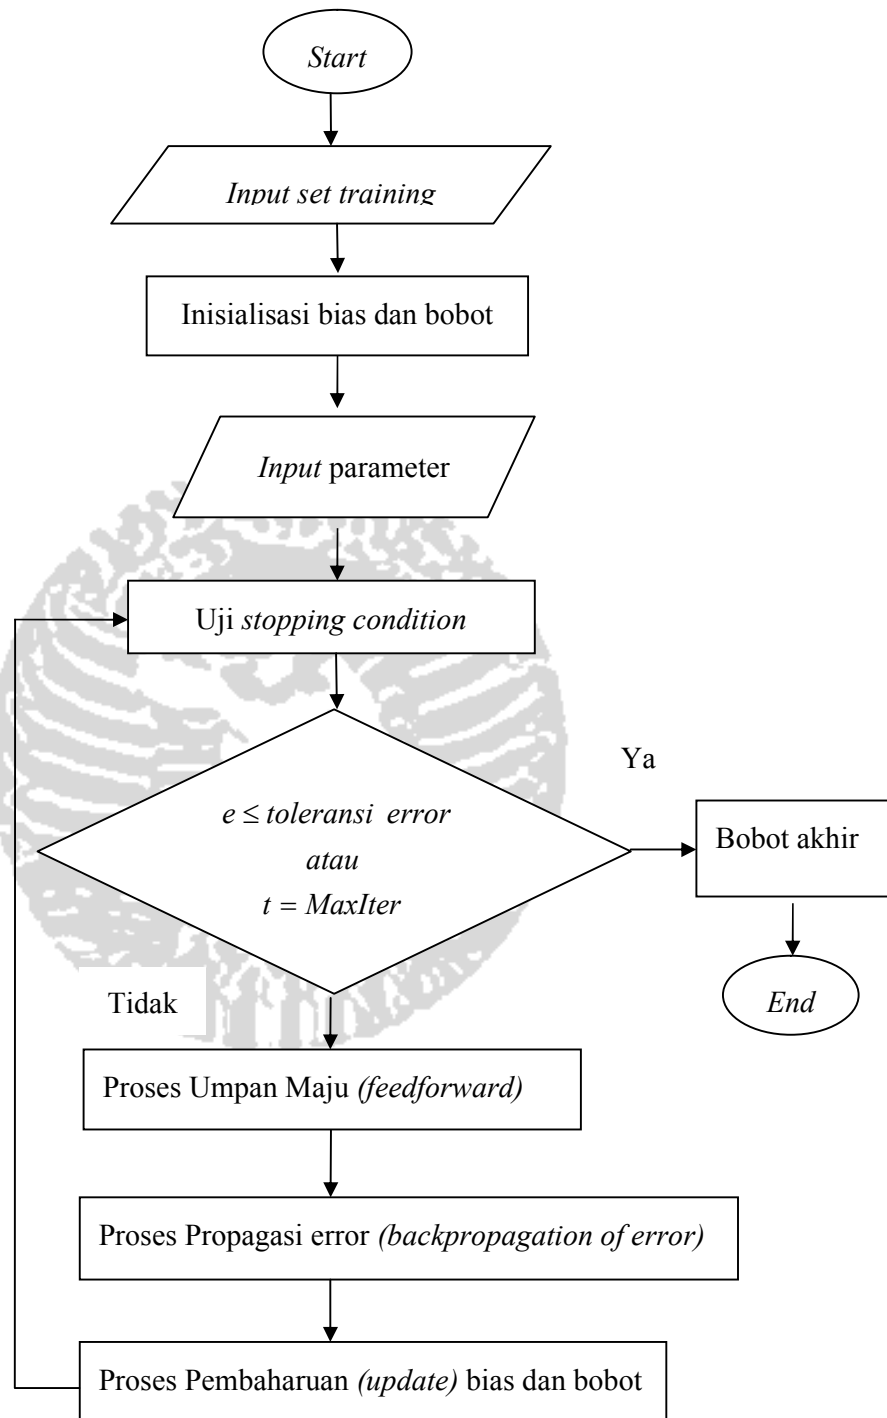 Start
Input set training
Inisialisasi bias dan bobot
Input parameter
Uji stopping condition
e ≤ toleransi error
atau
t = MaxIter
Ya
Bobot akhir
End
Tidak
Proses Umpan Maju (feedforward)
Proses Propagasi error (backpropagation of error)
Proses Pembaharuan (update) bias dan bobot